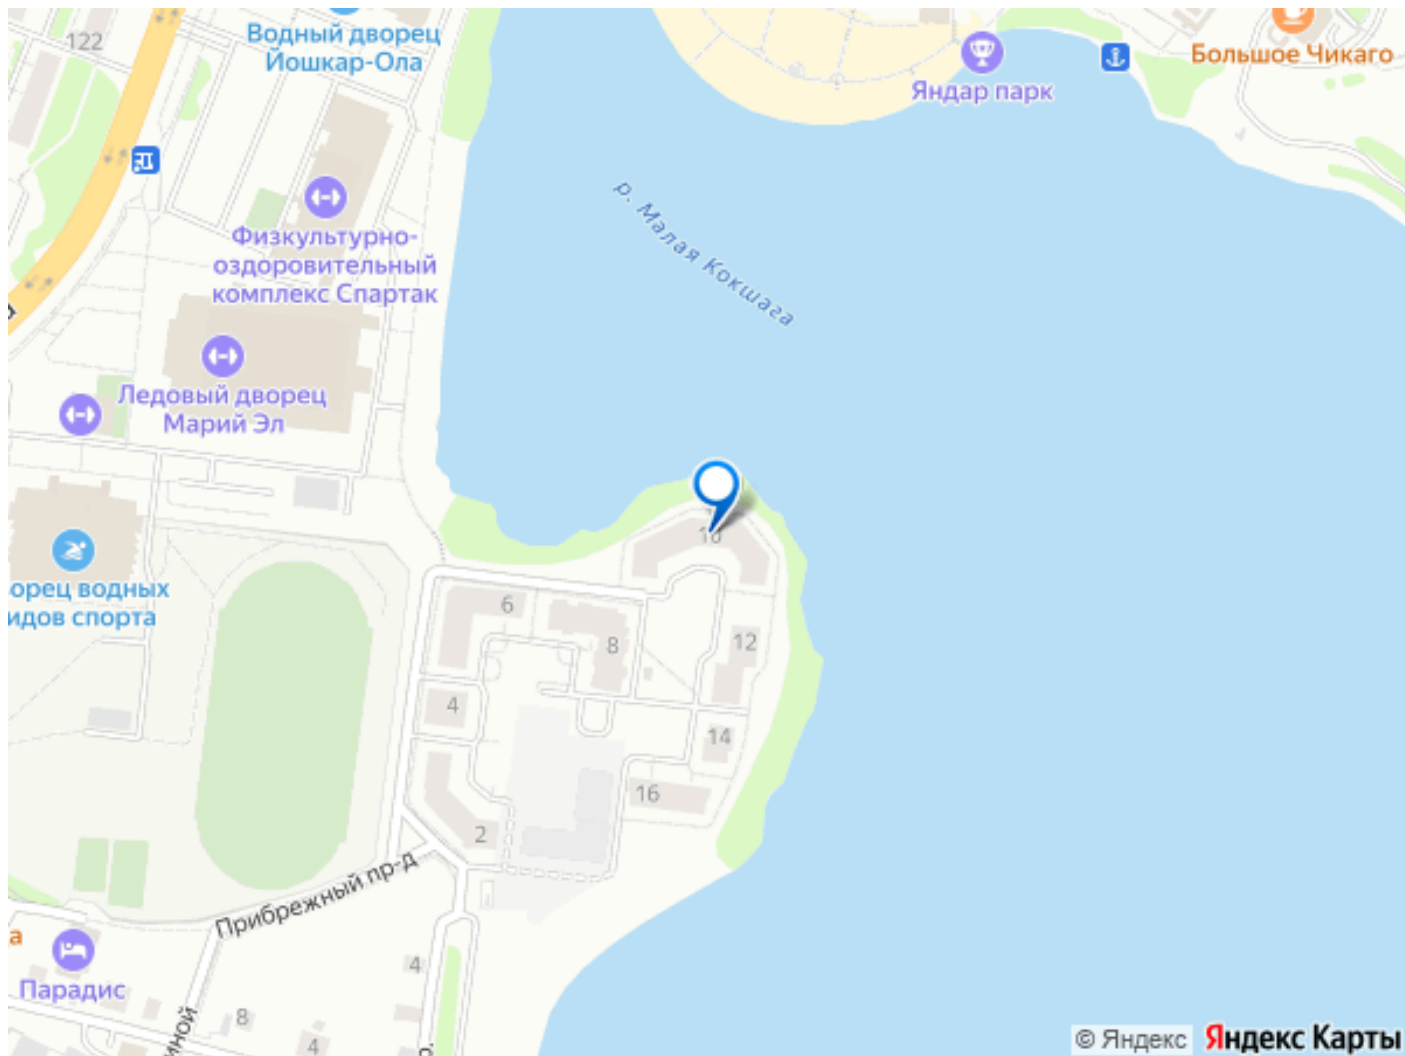 122
Водный дворец
Йошкар-Ола
Большое Чикаго
Яндар парк
р. Малая Кокшага
Физкультурно-
оздоровительный
комплекс Спартак
Ледовый дворец
Марий Эл
10
орец водных
идов спорта
6
8
12
4
14
16
2
Прибрежный пр-д
а
Парадис
4
8
4
иной
© Яндекс
Яндекс Карты